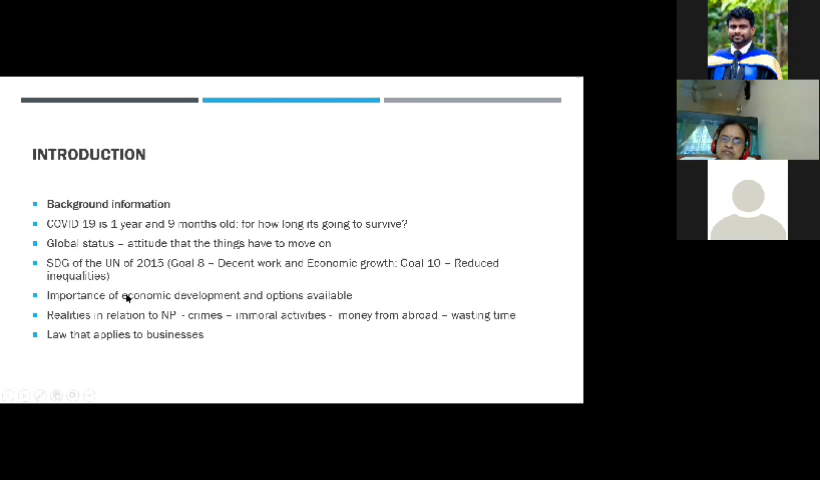 INTRODUCTION
Background information
COVID 19 is 1 year and 9 months old: for how long its going to survive?
Global status – attitude that the things have to move on
SDG of the UN of 2015 (Goal 8 – Decent work and Economic growth: Goal 10 – Reduced
inequalities)
Importance of economic development and options available
Realities in relation to NP - crimes – immoral activities - money from abroad – wasting time
Law that applies to businesses